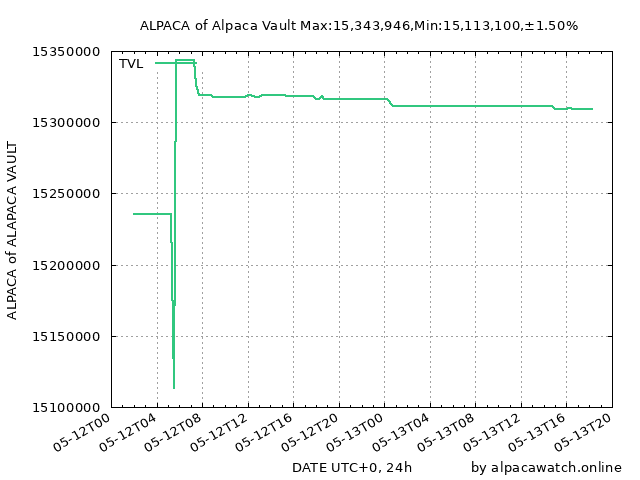 ALPACA of Alpaca Vault Max:15,343,946,Min:15,113,100,±1.50%
15350000
TVL
15300000
15250000
15200000
15150000
15100000
ALPACA of ALAPACA VAULT
05-12T00
05-12T04
05-12T08
05-12T12
05-12T16
05-12T20
05-13T00
05-13T04
05-13T08
05-13T12
05-13T16
05-13T20
DATE UTC+0, 24h
by alpacawatch.online